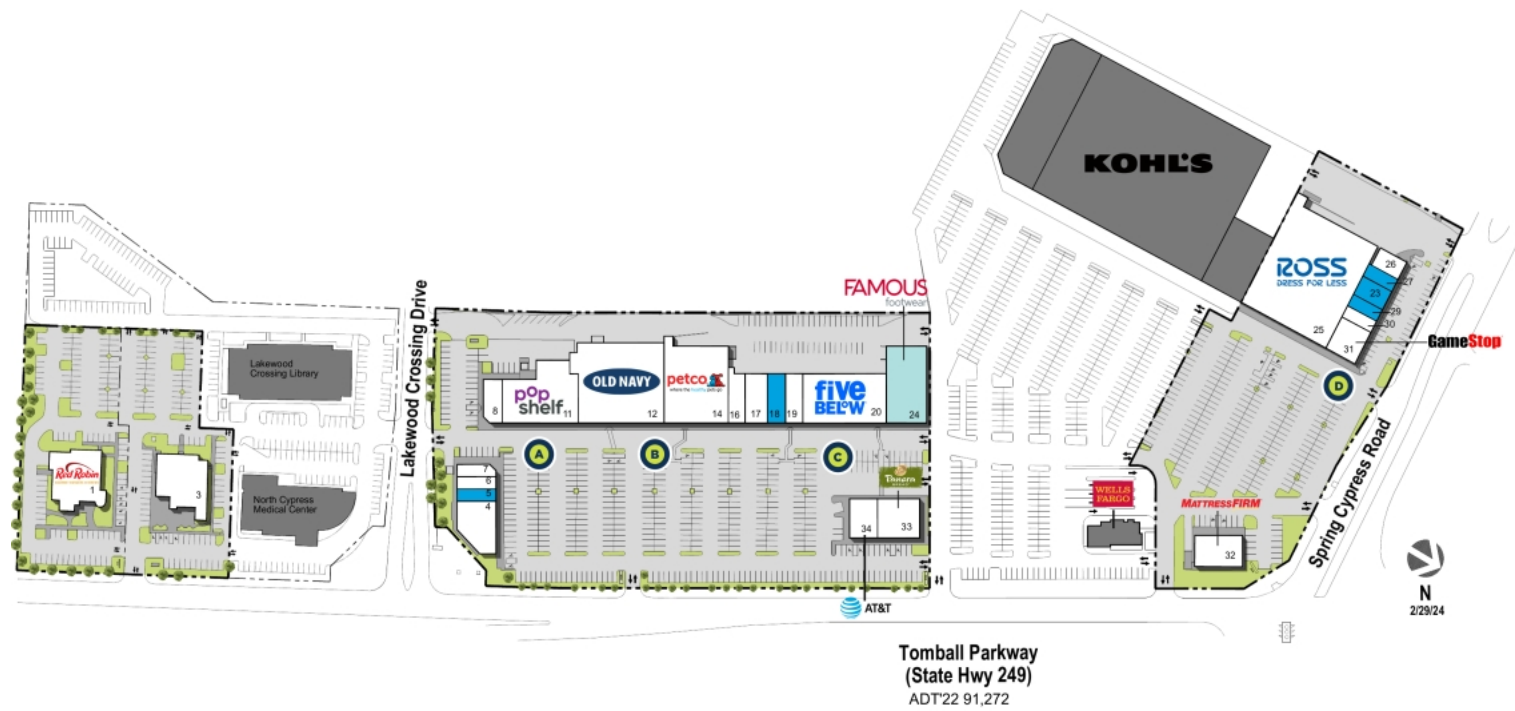 KOHL'S
ROSS
DRESS FOR LESS
26
27
23
29
30
25
31
GameStop
D
Lakewood Crossing Drive
FAMOUS
footwear
Lakewood
Crossing Library
OLD NAVY
petco
pop
shelf
five
BELOW
8
11
12
14
16
17
18
19
20
24
A
B
C
7
6
5
4
Red Robin
1
3
North Cypress
Medical Center
34
33
WELLS
FARGO
MATTRESSFIRM
32
Spring Cypress Road
AT&T
N
2/29/24
Tomball Parkway
(State Hwy 249)
ADT'22 91,272